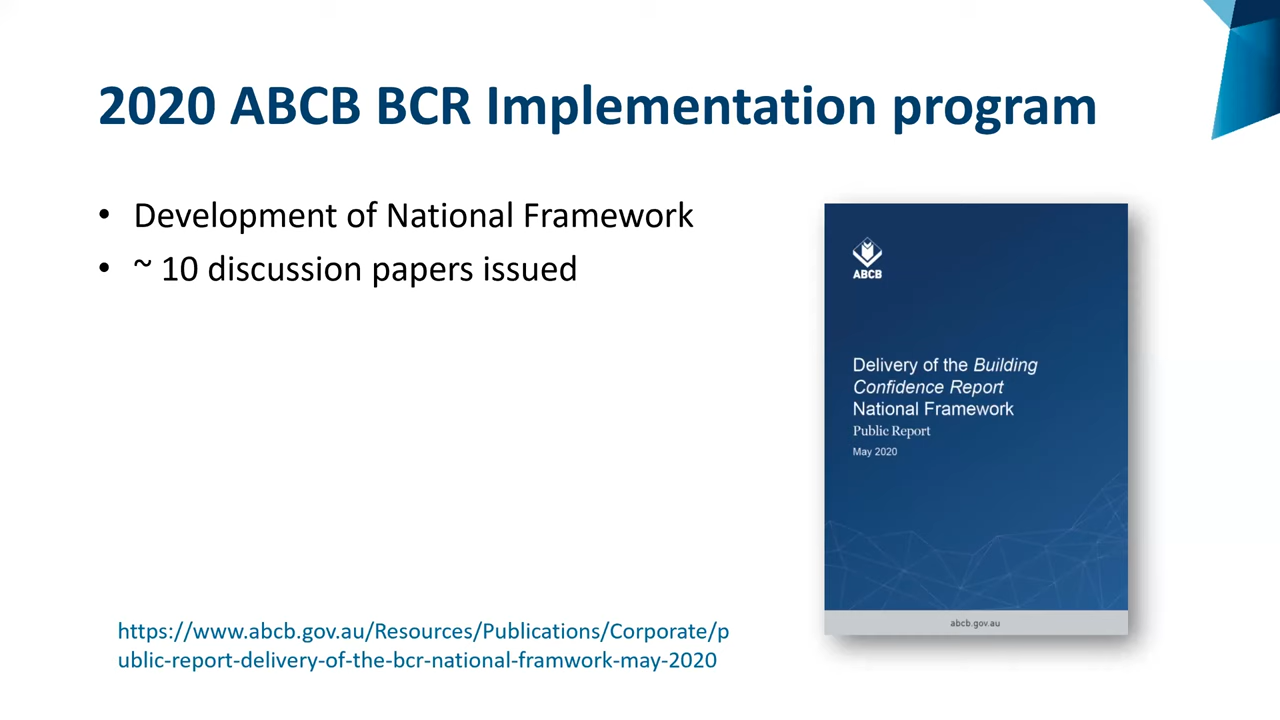 2020 ABCB BCR Implementation program
• Development of National Framework
• ~ 10 discussion papers issued
ABCB
Delivery of the Building
Confidence Report
National Framework
Public Report
May 2020
abcb.gov.au
https://www.abcb.gov.au/Resources/Publications/Corporate/p
ublic-report-delivery-of-the-bcr-national-framwork-may-2020